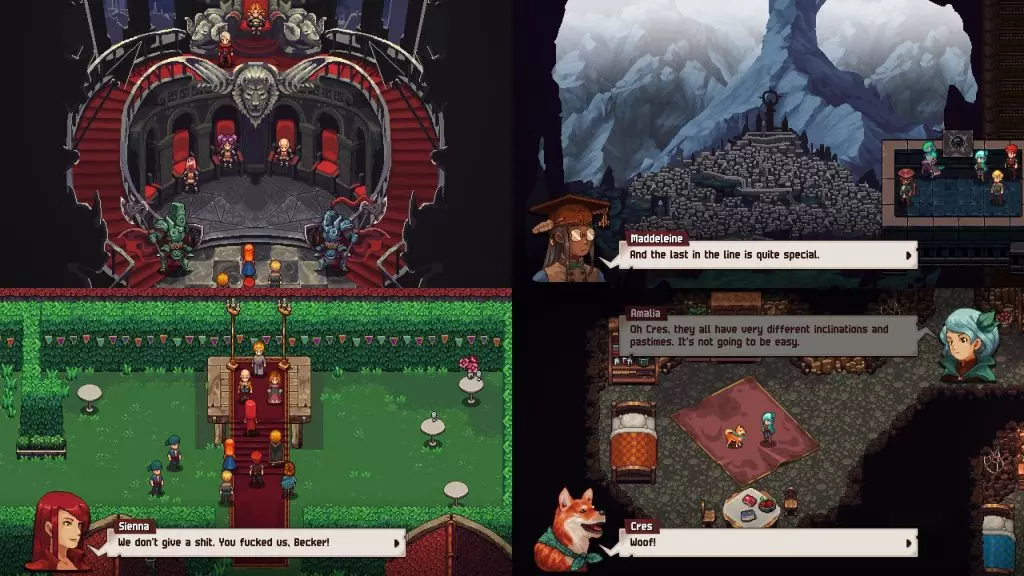 Maddeleine
And the last in the line is quite special.
Amalia
Oh Cres, they all have very different inclinations and
pastimes. It's not going to be easy.
Sienna
We don't give a shit. You fucked us, Becker!
Cres
Woof!